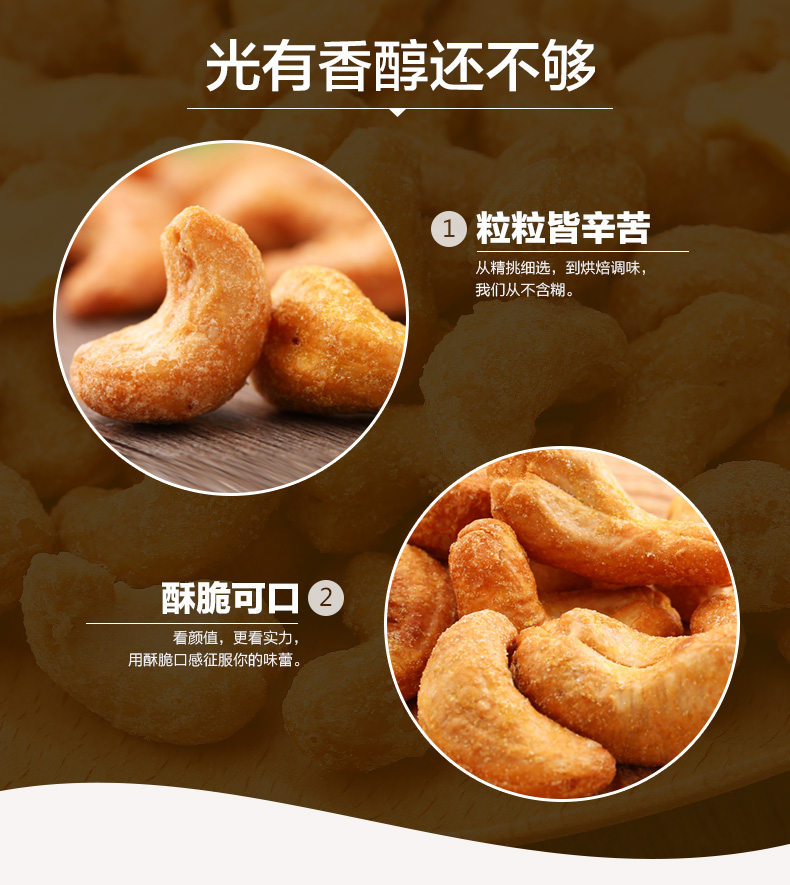 光有香醇还不够
1 粒粒皆辛苦
从精挑细选，到烘焙调味，
我们从不含糊。
酥脆可口 2
看颜值，更看实力，
用酥脆口感征服你的味蕾。